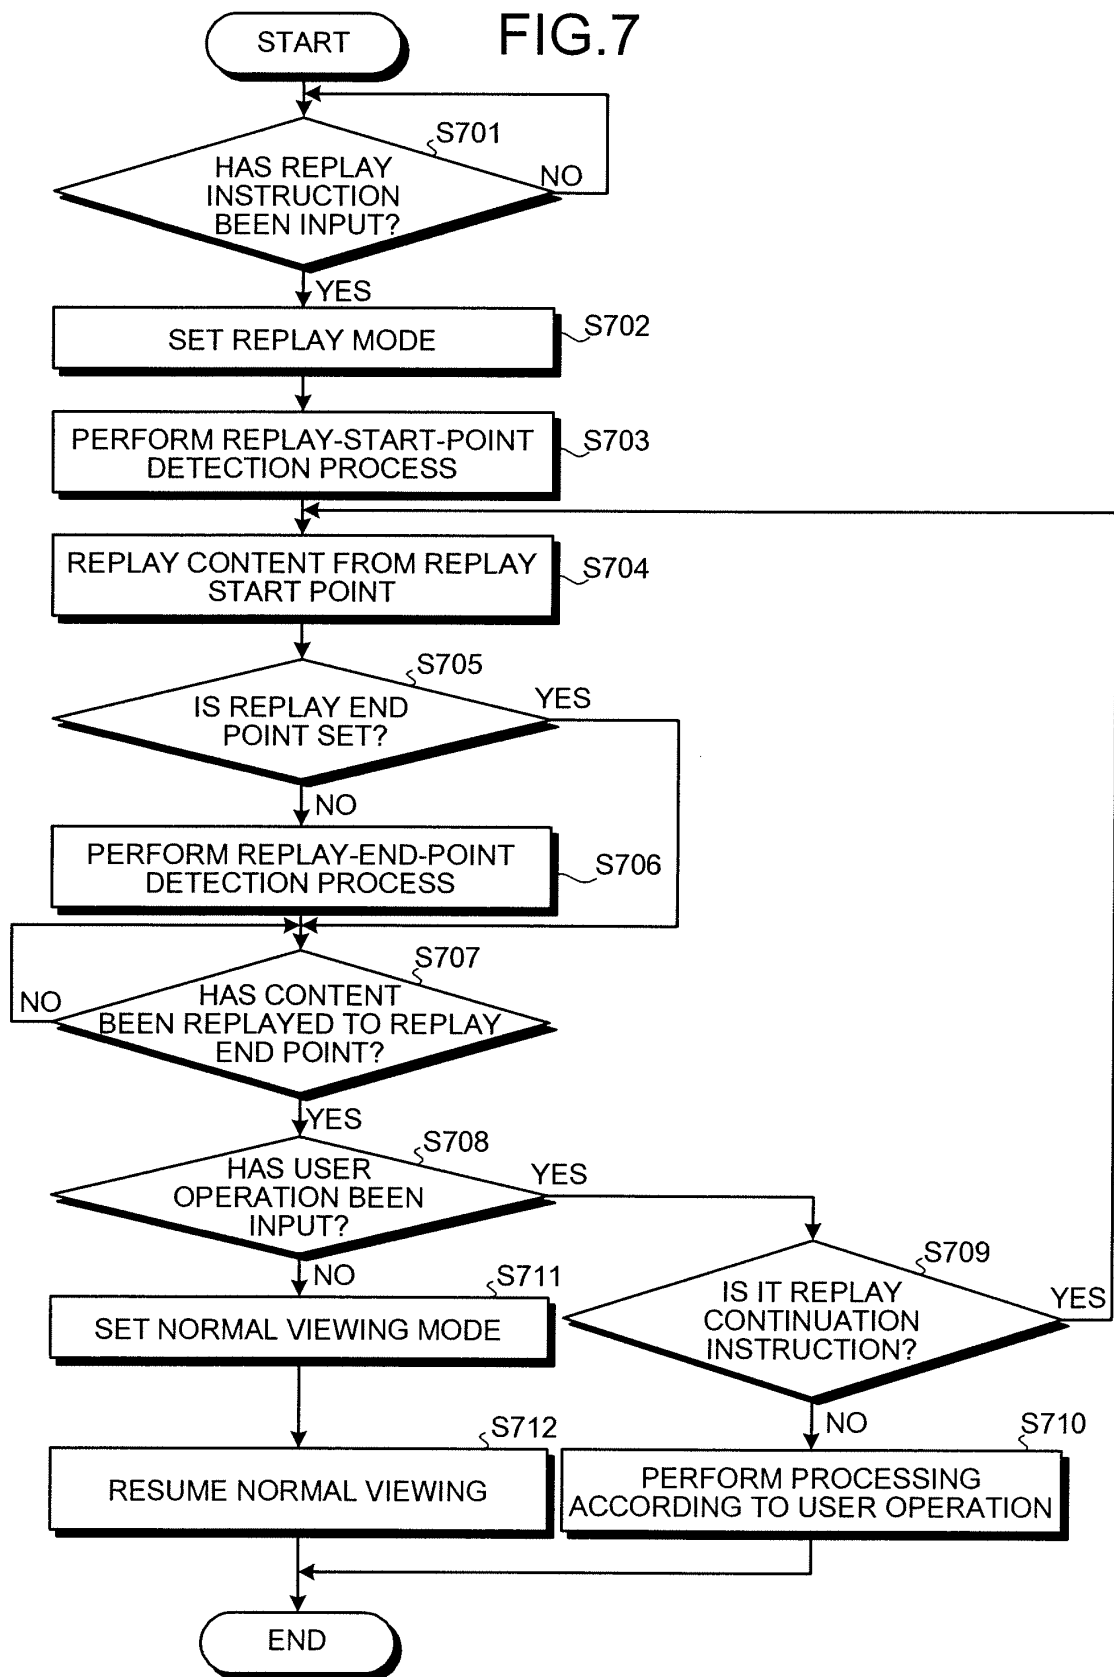 FIG.7
START
S701
HAS REPLAY
INSTRUCTION
BEEN INPUT?
NO
YES
SET REPLAY MODE
S702
PERFORM REPLAY-START-POINT
DETECTION PROCESS
S703
REPLAY CONTENT FROM REPLAY
START POINT
S704
S705
IS REPLAY END
POINT SET?
YES
NO
PERFORM REPLAY-END-POINT
DETECTION PROCESS
S706
S707
HAS CONTENT
BEEN REPLAYED TO REPLAY
END POINT?
NO
YES
S708
HAS USER
OPERATION BEEN
INPUT?
YES
NO
S709
IS IT REPLAY
CONTINUATION
INSTRUCTION?
YES
NO
S711
SET NORMAL VIEWING MODE
S712
RESUME NORMAL VIEWING
S710
PERFORM PROCESSING
ACCORDING TO USER OPERATION
END